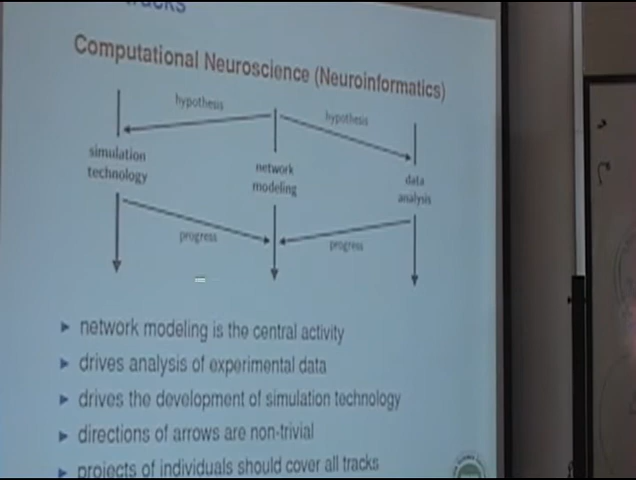 Computational Neuroscience (Neuroinformatics)
hypothesis
hypothesis
simulation
technology
network
modeling
data
analysis
progress
progress
network modeling is the central activity
drives analysis of experimental data
drives the development of simulation technology
directions of arrows are non-trivial
projects of individuals should cover all tracks